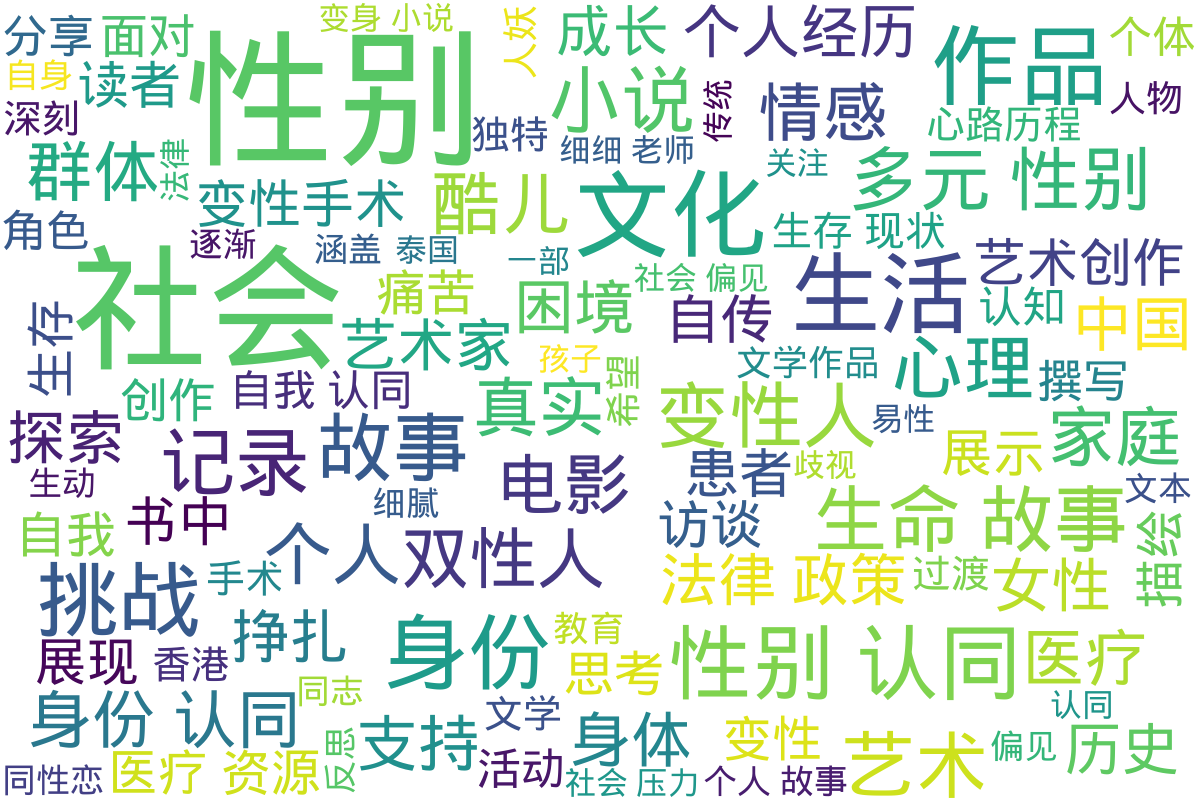 分享
面对
变身 小说
人妖
成长
个人经历
作品
个体
自身
读者
性别
小说
传统
情感
人物
深刻
独特
心路历程
群体
法律
细细 老师
关注
多元 性别
变性手术
酷儿
文化
角色
逐渐
涵盖
泰国
一部
生存 现状
社会
痛苦
社会 偏见
生活
艺术创作
生存
困境
自传
认知
中国
艺术家
孩子
希望
文学作品
心理
撰写
创作
自我 认同
真实
变性人
易性
家庭
探索
记录
故事
电影
患者
歧视
展示
生动
细腻
文本
自我
书中
访谈
生命 故事
描绘
个人
双性人
挑战
手术
法律 政策
过渡
女性
挣扎
身份
教育
展现
香港
思考
性别 认同
医疗
同志
身份 认同
文学
认同
支持
身体
变性
艺术
偏见
历史
反思
医疗 资源
活动
同性恋
社会 压力
个人 故事